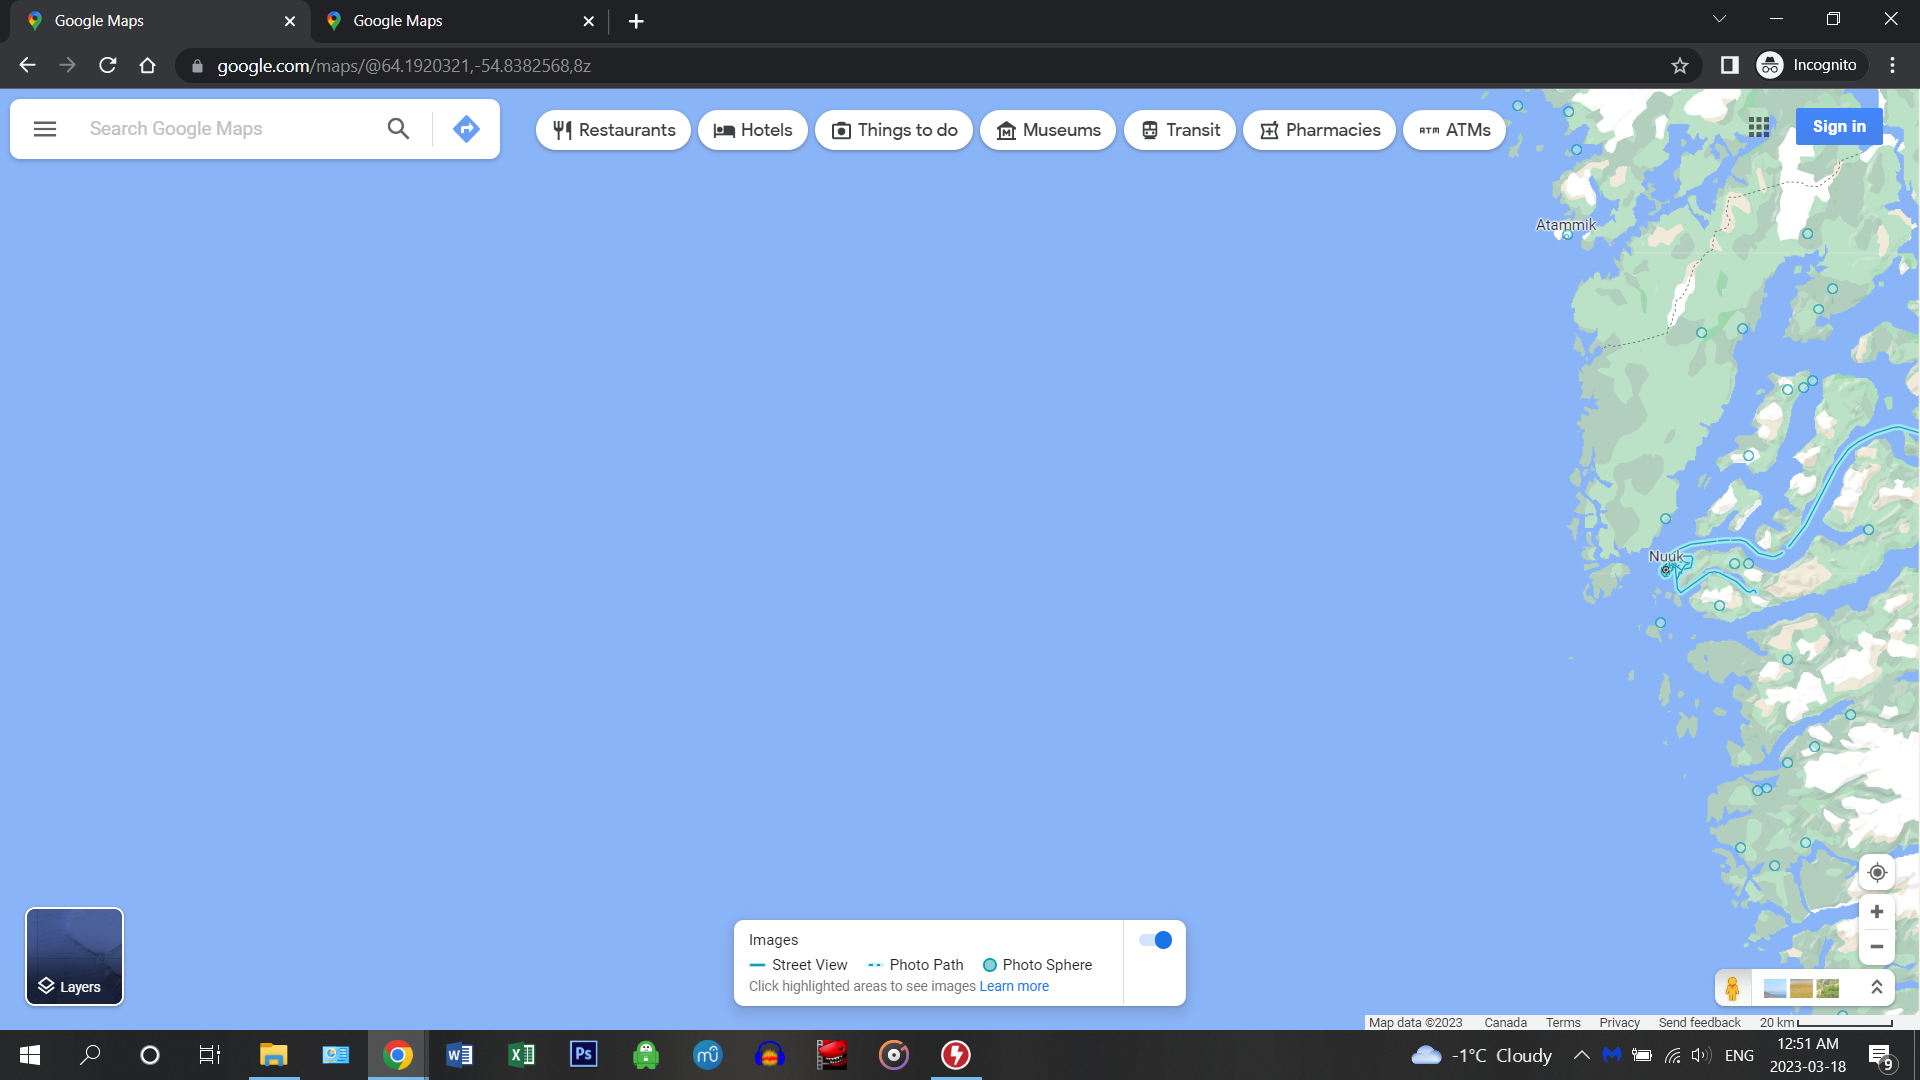 Google Maps
Google Maps
google.com/maps/@64.1920321,-54.8382568,8z
Incognito
Search Google Maps
Restaurants
Hotels
Things to do
Museums
Transit
Pharmacies
ATM ATMs
Sign in
Atammik
Nuuk
Layers
Images
Street View
Photo Path
Photo Sphere
Click highlighted areas to see images Learn more
Map data ©2023 Canada Terms Privacy Send feedback 20 km
W
X
Ps
mü
-1°C Cloudy
ENG
12:51 AM
2023-03-18
9